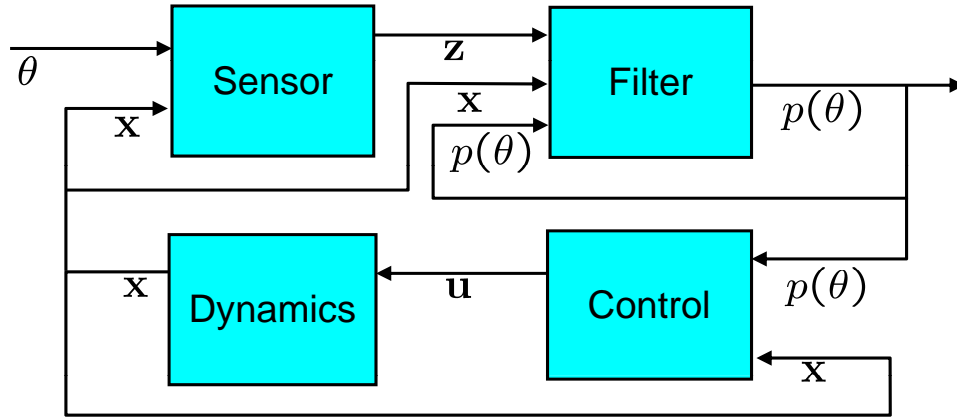 θ
x
Sensor
z
x
p(θ)
Filter
p(θ)
x
Dynamics
u
Control
p(θ)
x